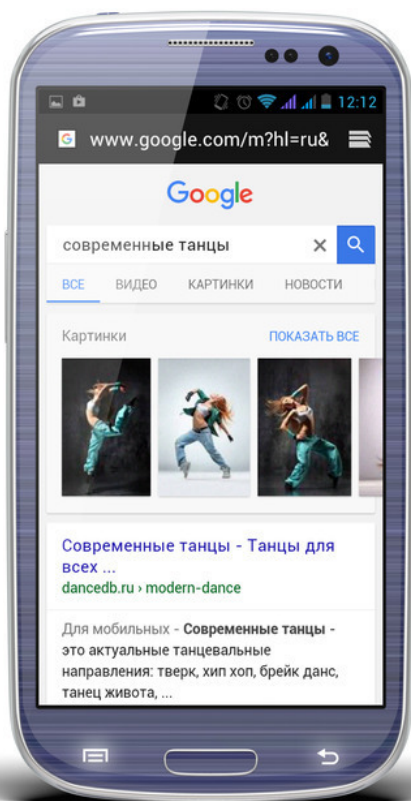 12:12
www.google.com/m?hl=ru&
Google
современные танцы
ВСЕ ВИДЕО КАРТИНКИ НОВОСТИ
Картинки ПОКАЗАТЬ ВСЕ
Современные танцы - Танцы для
всех ...
dancedb.ru › modern-dance
Для мобильных - Современные танцы -
это актуальные танцевальные
направления: тверк, хип хоп, брейк данс,
танец живота, ...